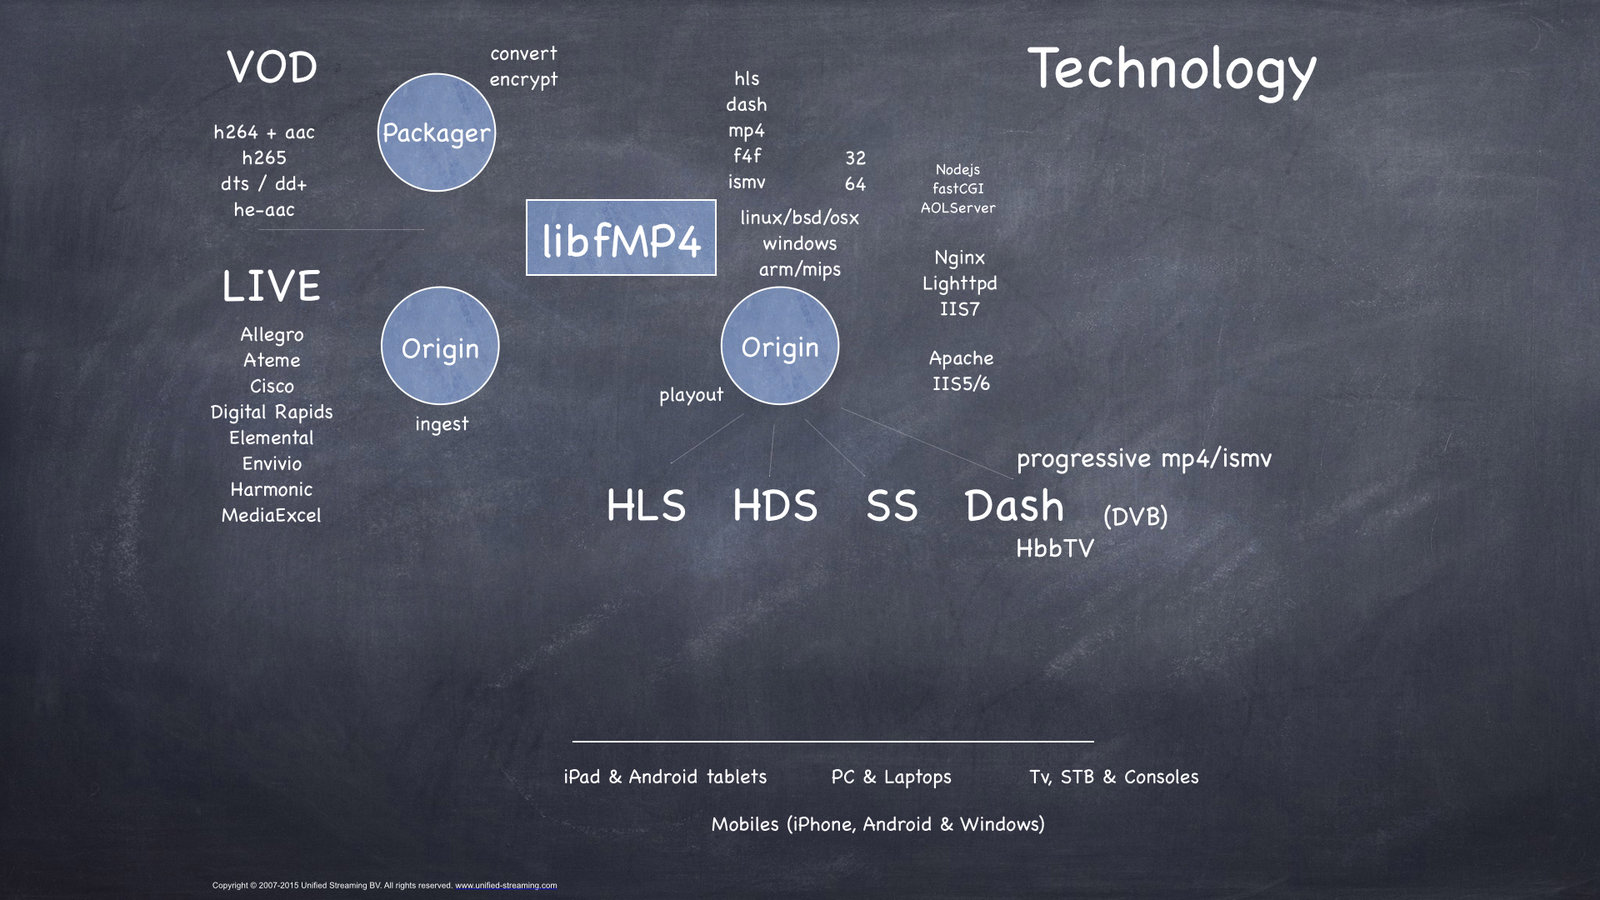 Technology
VOD
h264 + aac
h265
dts / dd+
he-aac
convert
encrypt
Packager
LIVE
Allegro
Ateme
Cisco
Digital Rapids
Elemental
Envivio
Harmonic
MediaExcel
Origin
ingest
libfMP4
hls
dash
mp4
f4f
ismv
32
64
linux/bsd/osx
windows
arm/mips
Origin
playout
Nodejs
fastCGI
AOLServer
Nginx
Lighttpd
IIS7
Apache
IIS5/6
progressive mp4/ismv
HLS HDS SS Dash (DVB)
HbbTV
iPad & Android tablets PC & Laptops Tv, STB & Consoles
Mobiles (iPhone, Android & Windows)
Copyright © 2007-2015 Unified Streaming BV. All rights reserved. www.unified-streaming.com